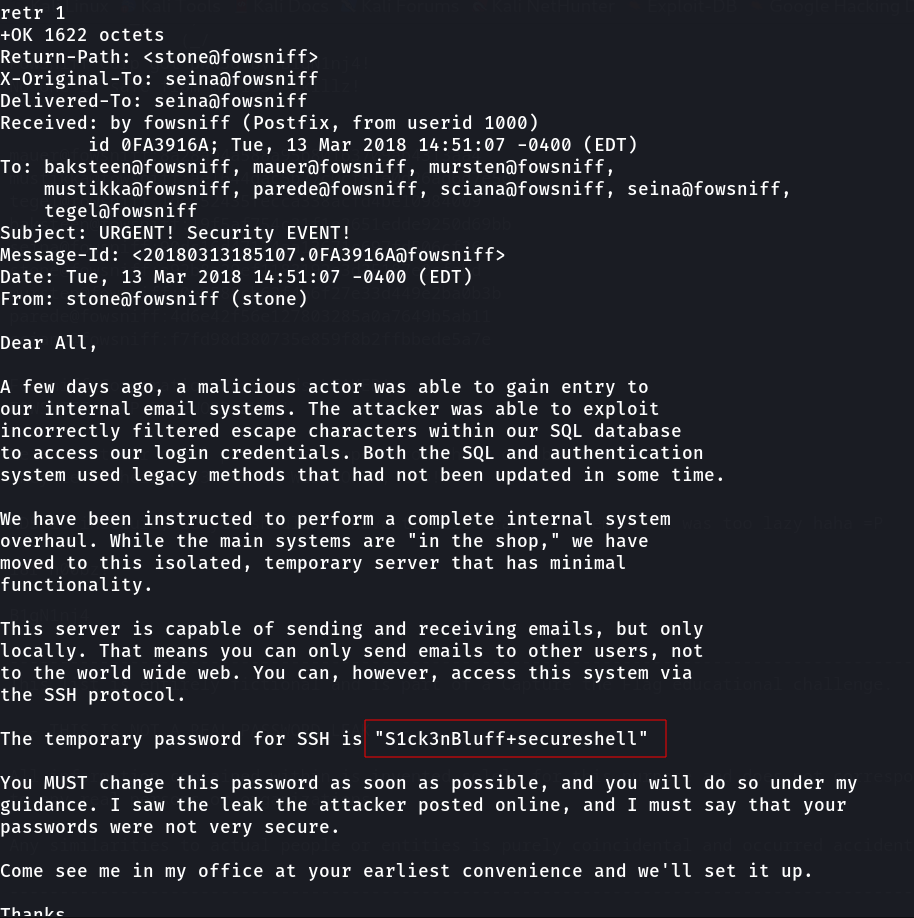 retr 1
+OK 1622 octets
Return-Path: <stone@fowsniff>
X-Original-To: seina@fowsniff
Delivered-To: seina@fowsniff
Received: by fowsniff (Postfix, from userid 1000)
        id 0FA3916A; Tue, 13 Mar 2018 14:51:07 -0400 (EDT)
To: baksteen@fowsniff, mauer@fowsniff, mursten@fowsniff,
    mustikka@fowsniff, parede@fowsniff, sciana@fowsniff, seina@fowsniff,
    tegel@fowsniff
Subject: URGENT! Security EVENT!
Message-Id: <20180313185107.0FA3916A@fowsniff>
Date: Tue, 13 Mar 2018 14:51:07 -0400 (EDT)
From: stone@fowsniff (stone)

Dear All,

A few days ago, a malicious actor was able to gain entry to
our internal email systems. The attacker was able to exploit
incorrectly filtered escape characters within our SQL database
to access our login credentials. Both the SQL and authentication
system used legacy methods that had not been updated in some time.

We have been instructed to perform a complete internal system
overhaul. While the main systems are "in the shop," we have
moved to this isolated, temporary server that has minimal
functionality.

This server is capable of sending and receiving emails, but only
locally. That means you can only send emails to other users, not
to the world wide web. You can, however, access this system via
the SSH protocol.

The temporary password for SSH is "S1ck3nBluff+secureshell"

You MUST change this password as soon as possible, and you will do so under my
guidance. I saw the leak the attacker posted online, and I must say that your
passwords were not very secure.

Come see me in my office at your earliest convenience and we'll set it up.

Thanks